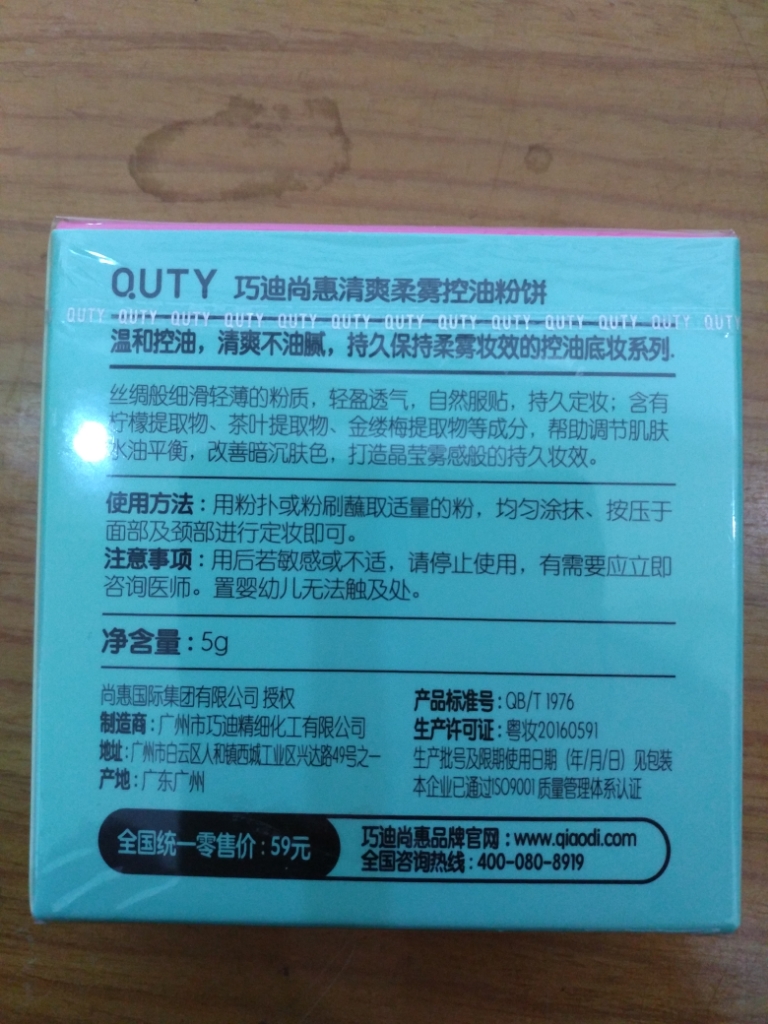 QUTY 巧迪尚惠清爽柔雾控油粉饼
QUTY QUTY QUTY QUTY QUTY QUTY QUTY QUTY QUTY QUTY QUTY QUTY QUTY
温和控油，清爽不油腻，持久保持柔雾妆效的控油底妆系列.
丝绸般细滑轻薄的粉质，轻盈透气，自然服贴，持久定妆；含有
柠檬提取物、茶叶提取物、金缕梅提取物等成分，帮助调节肌肤
水油平衡，改善暗沉肤色，打造晶莹雾感般的持久妆效。
使用方法：用粉扑或粉刷蘸取适量的粉，均匀涂抹、按压于
面部及颈部进行定妆即可。
注意事项：用后若敏感或不适，请停止使用，有需要应立即
咨询医师。置婴幼儿无法触及处。
净含量：5g
尚惠国际集团有限公司 授权
制造商：广州市巧迪精细化工有限公司
地址：广州市白云区人和镇西城工业区兴达路49号之一
产地：广东广州
产品标准号：QB/T 1976
生产许可证：粤妆20160591
生产批号及限期使用日期（年/月/日）见包装
本企业已通过ISO9001质量管理体系认证
全国统一零售价：59元
巧迪尚惠品牌官网：www.qiaodi.com
全国咨询热线：400-080-8919